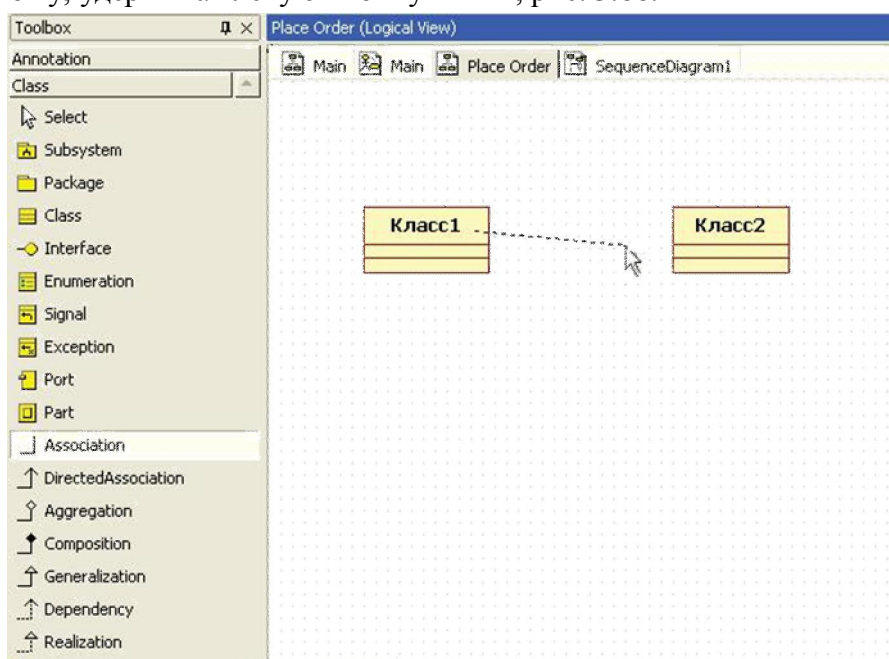 Toolbox
Place Order (Logical View)
Annotation
Class
Main
Main
Place Order
SequenceDiagram1
Select
Subsystem
Package
Class
Interface
Enumeration
Signal
Exception
Port
Part
Association
DirectedAssociation
Aggregation
Composition
Generalization
Dependency
Realization
Класс1
Класс2